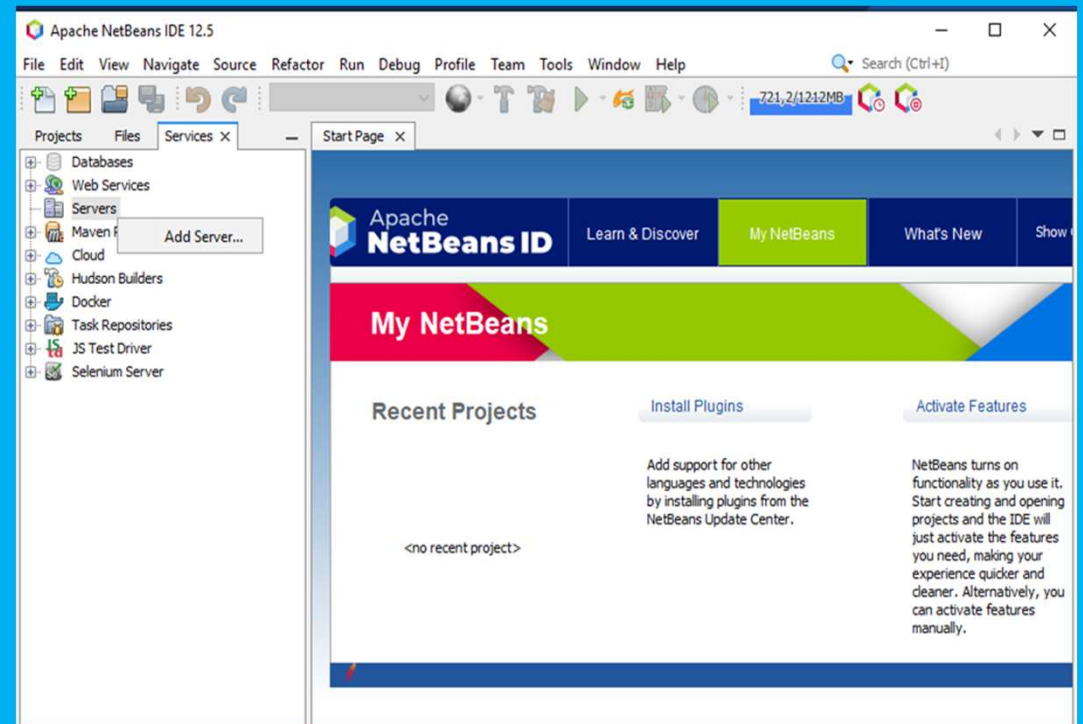 Apache NetBeans IDE 12.5
File Edit View Navigate Source Refactor Run Debug Profile Team Tools Window Help
Search (Ctrl+I)
721,2/1212MB
Projects Files Services
Start Page
Databases
Web Services
Servers
Maven
Add Server...
Cloud
Hudson Builders
Docker
Task Repositories
JS Test Driver
Selenium Server
Apache
NetBeans ID
Learn & Discover
My NetBeans
What's New
Show
My NetBeans
Recent Projects
<no recent project>
Install Plugins
Add support for other
languages and technologies
by installing plugins from the
NetBeans Update Center.
Activate Features
NetBeans turns on
functionality as you use it.
Start creating and opening
projects and the IDE will
just activate the features
you need, making your
experience quicker and
cleaner. Alternatively, you
can activate features
manually.